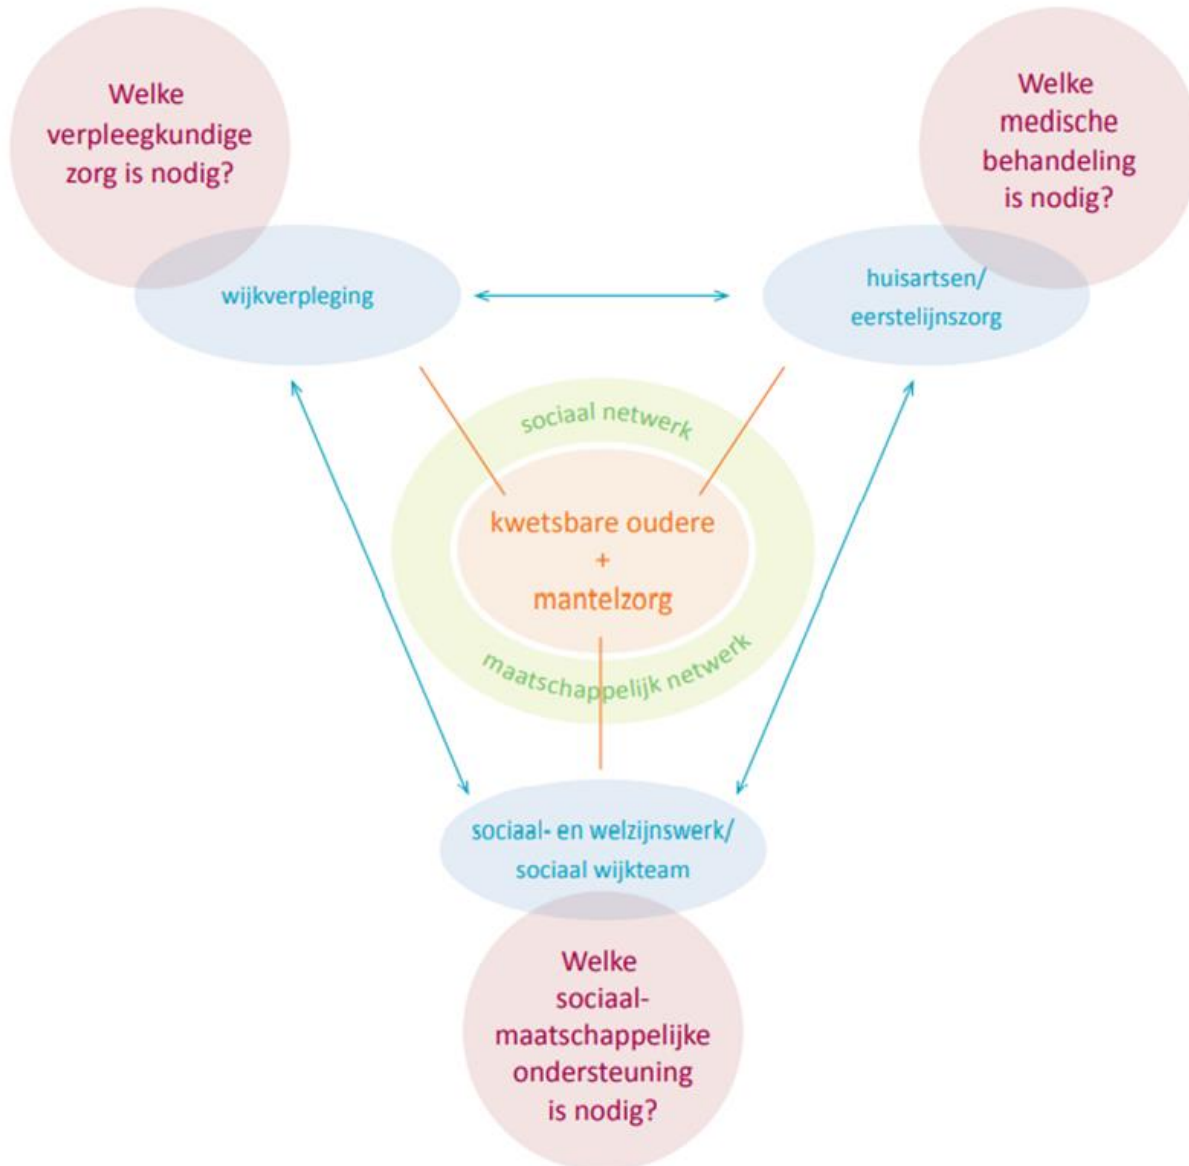 Welke
verpleegkundige
zorg is nodig?
Welke
medische
behandeling
is nodig?
wijkverpleging
huisartsen/
eerstelijnszorg
sociaal netwerk
kwetsbare oudere
+
mantelzorg
maatschappelijk netwerk
sociaal- en welzijnswerk/
sociaal wijkteam
Welke
sociaal-
maatschappelijke
ondersteuning
is nodig?